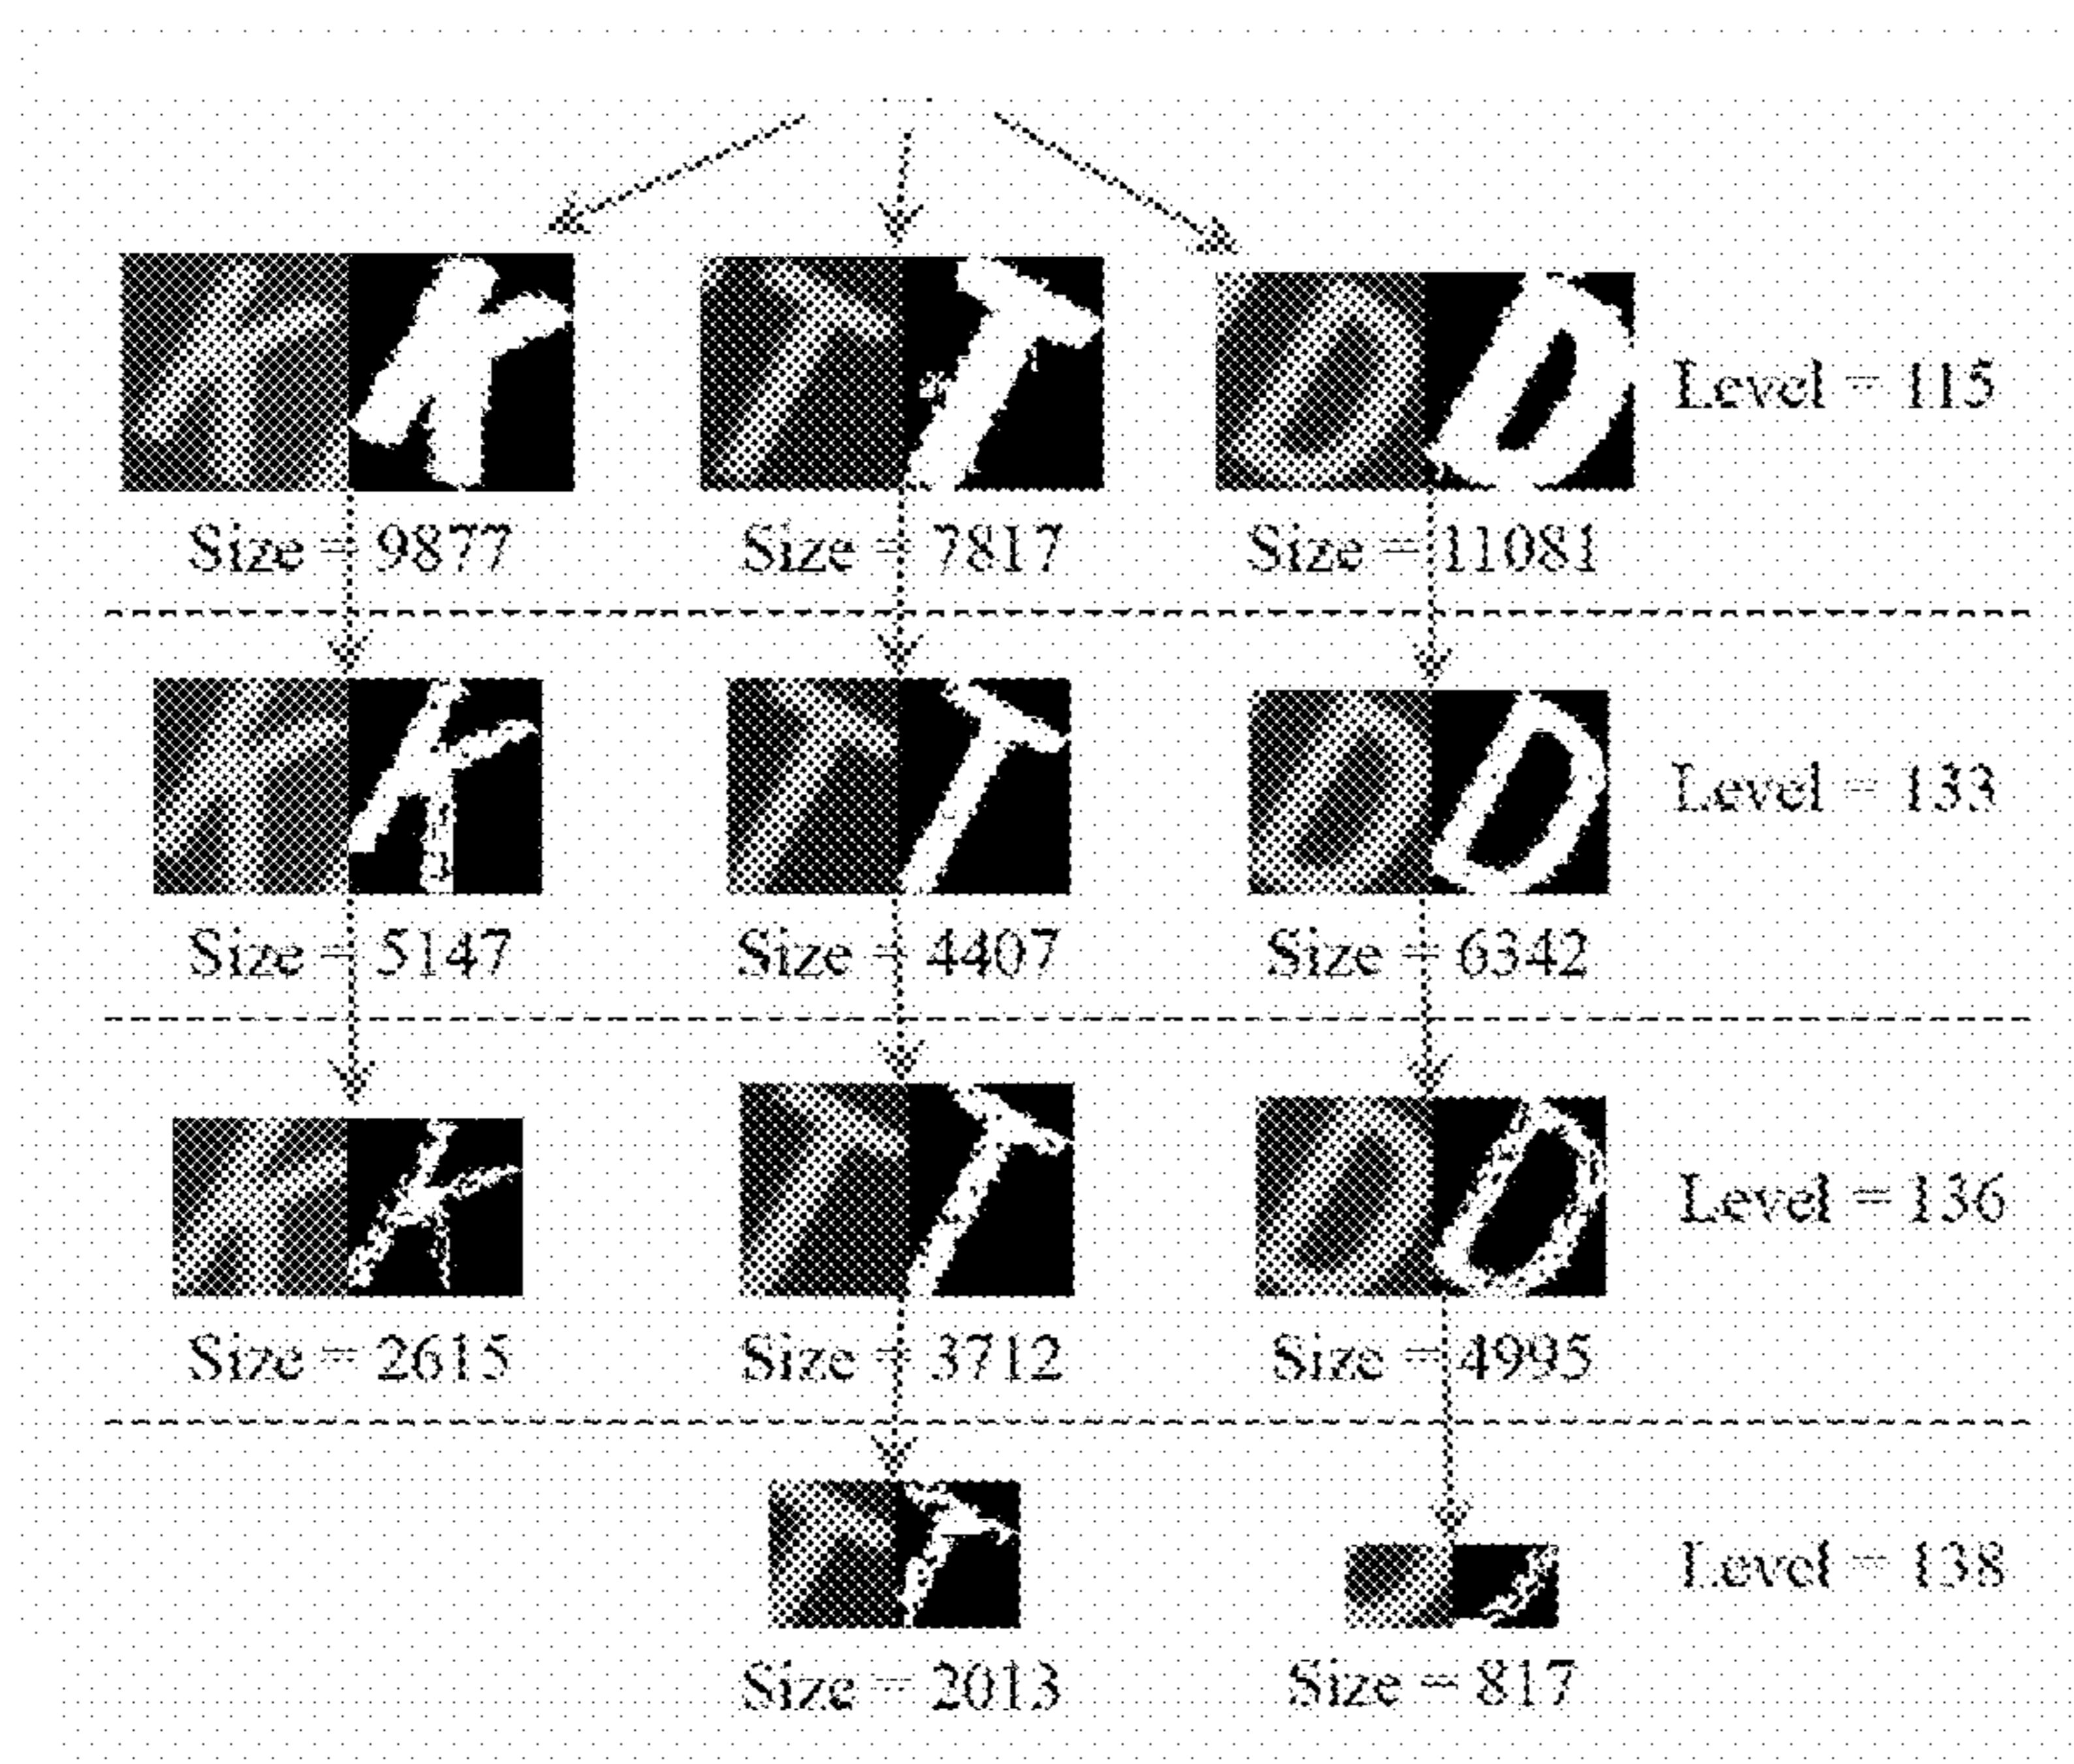 ...
K K T T D D Level = 115
Size = 9877 Size = 7817 Size = 11081
K K T T D D Level = 133
Size = 5147 Size = 4407 Size = 6342
K K T T D D Level = 136
Size = 2615 Size = 3712 Size = 4995
Level = 138
Size = 2013 Size = 817